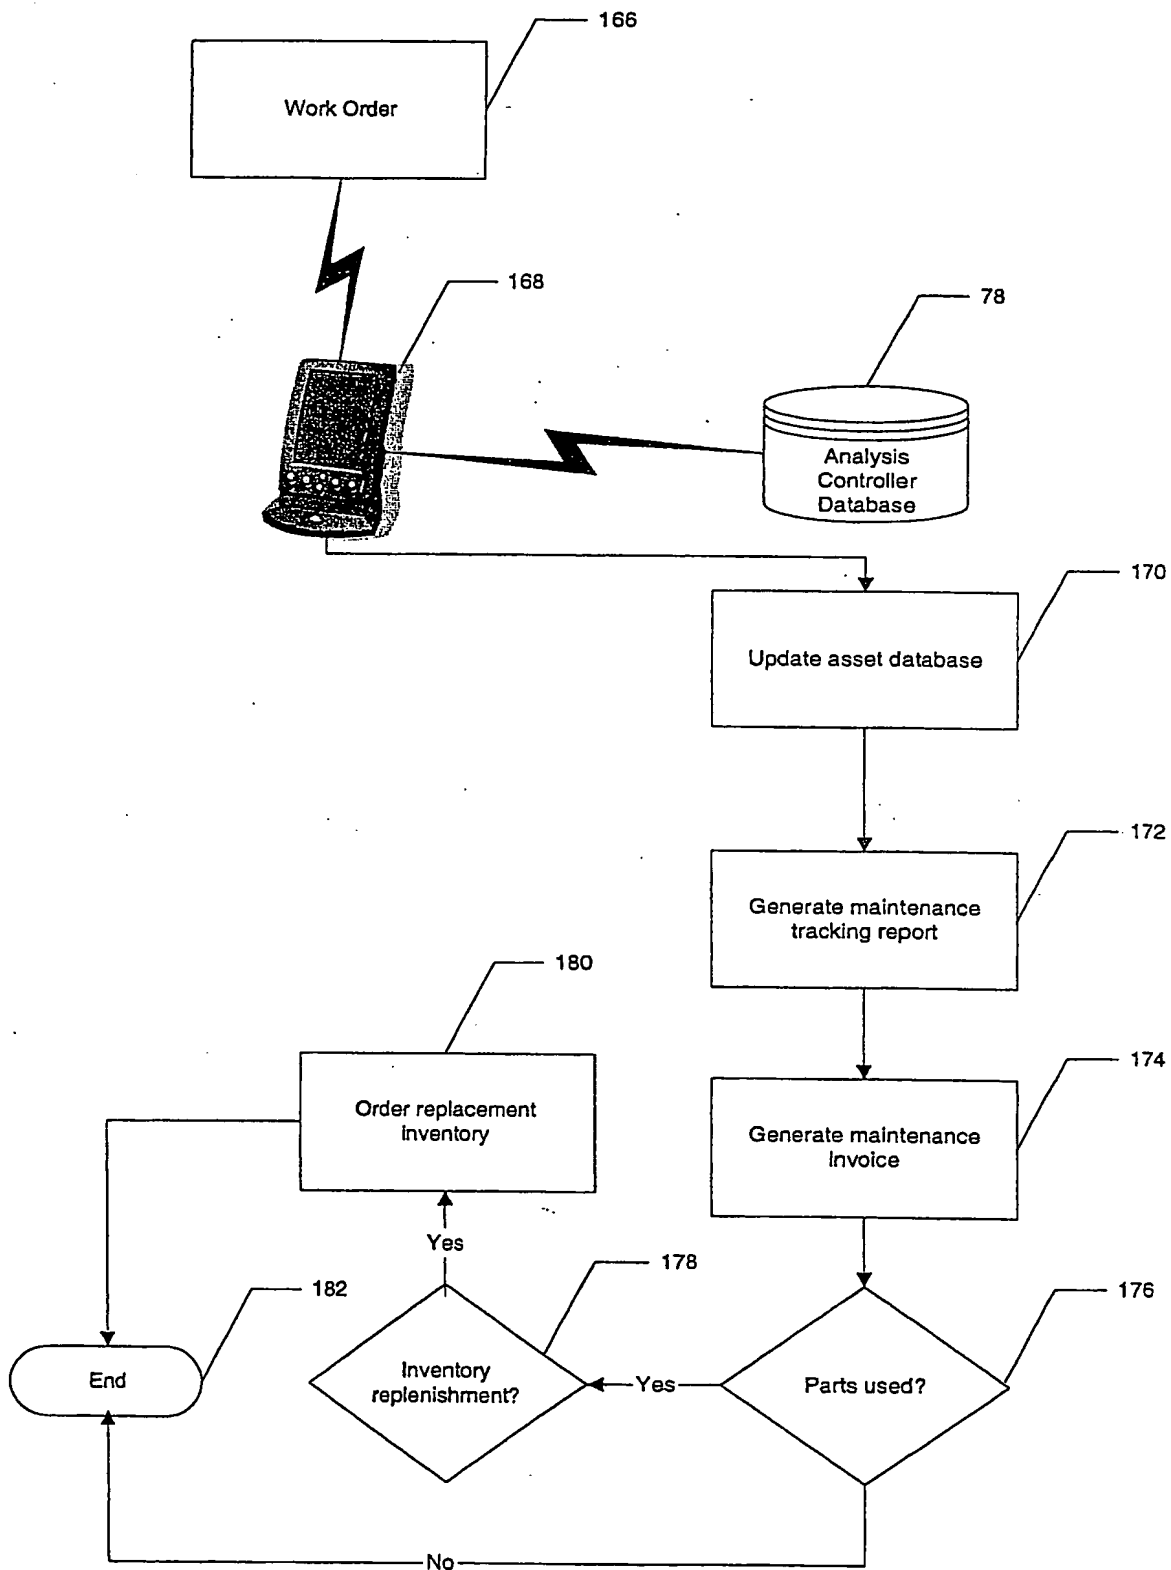 166
Work Order
168
78
Analysis
Controller
Database
170
Update asset database
172
Generate maintenance
tracking report
180
174
Order replacement
inventory
Generate maintenance
invoice
Yes
178
182
176
End
Inventory
replenishment?
Yes
Parts used?
No